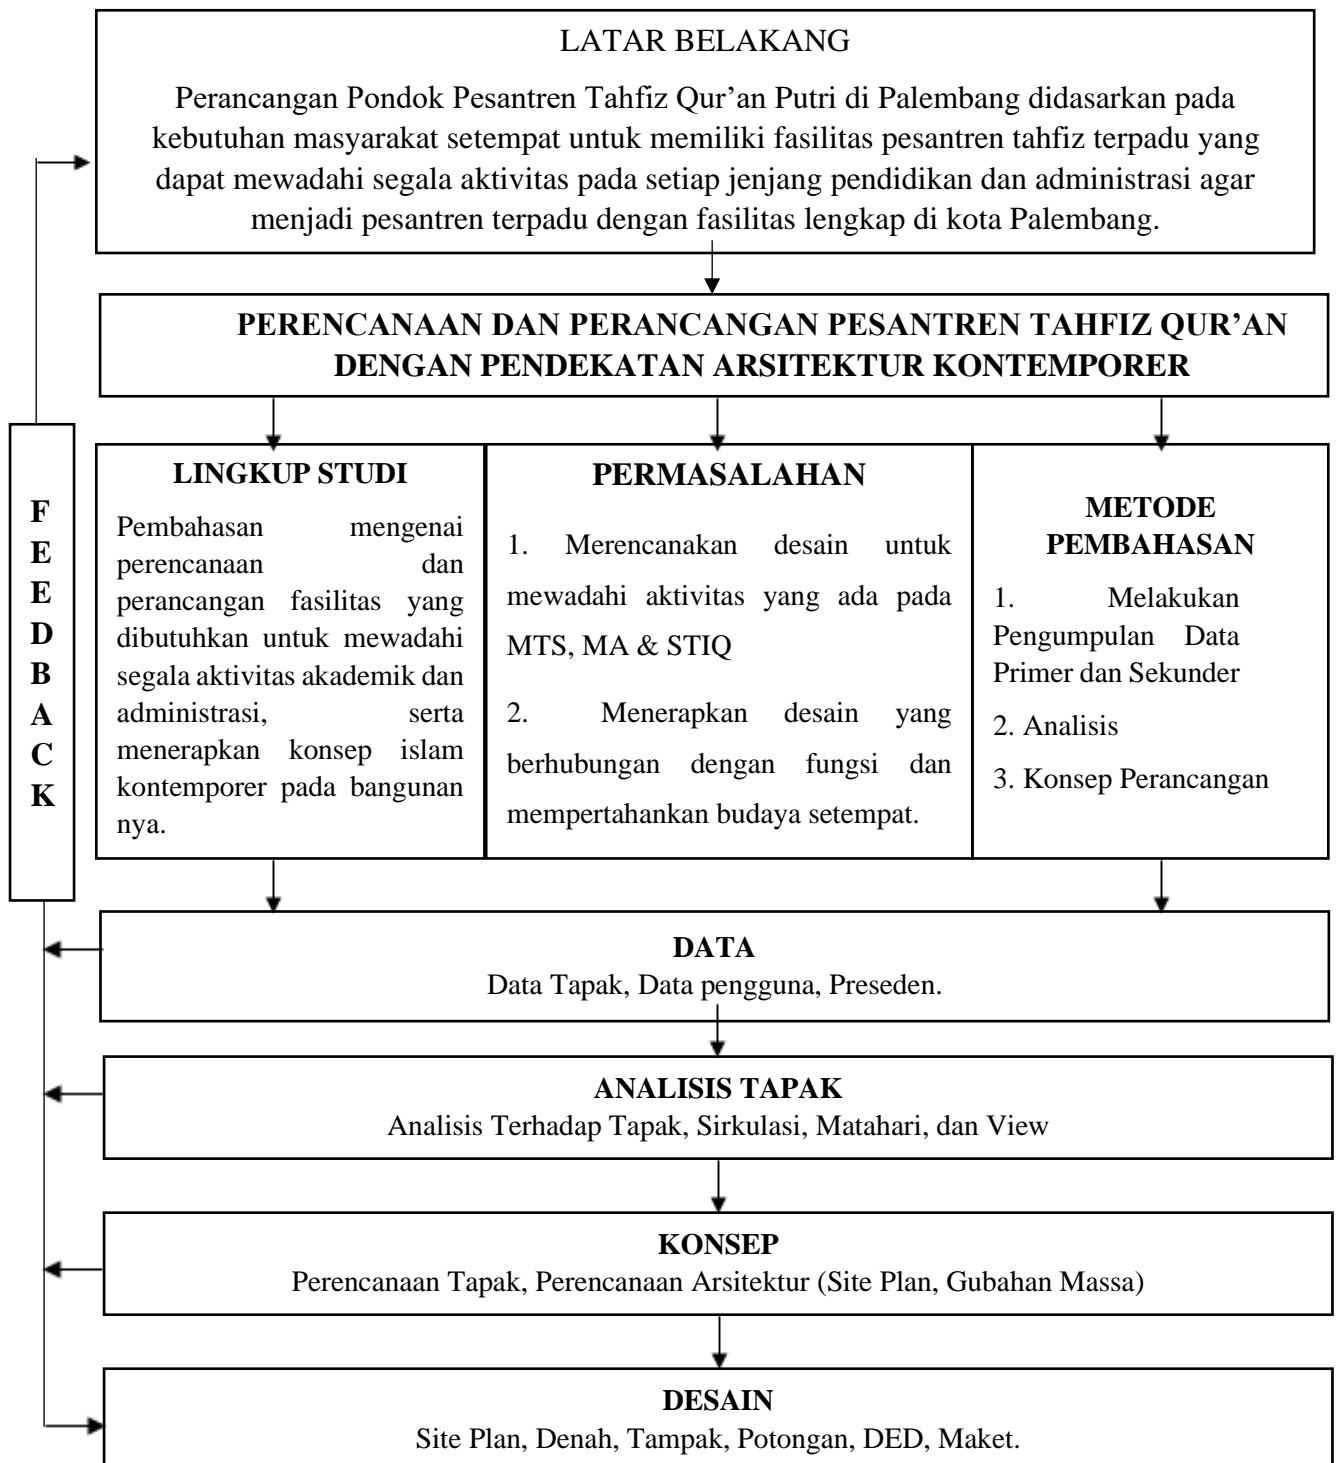 LATAR BELAKANG
Perancangan Pondok Pesantren Tahfiz Qur’an Putri di Palembang didasarkan pada
kebutuhan masyarakat setempat untuk memiliki fasilitas pesantren tahfiz terpadu yang
dapat mewadahi segala aktivitas pada setiap jenjang pendidikan dan administrasi agar
menjadi pesantren terpadu dengan fasilitas lengkap di kota Palembang.
PERENCANAAN DAN PERANCANGAN PESANTREN TAHFIZ QUR’AN
DENGAN PENDEKATAN ARSITEKTUR KONTEMPORER
F
E
E
D
B
A
C
K
LINGKUP STUDI
Pembahasan mengenai
perencanaan dan
perancangan fasilitas yang
dibutuhkan untuk mewadahi
segala aktivitas akademik dan
administrasi, serta
menerapkan konsep islam
kontemporer pada bangunan
nya.
PERMASALAHAN
1. Merencanakan desain untuk
mewadahi aktivitas yang ada pada
MTS, MA & STIQ
2. Menerapkan desain yang
berhubungan dengan fungsi dan
mempertahankan budaya setempat.
METODE
PEMBAHASAN
1. Melakukan
Pengumpulan Data
Primer dan Sekunder
2. Analisis
3. Konsep Perancangan
DATA
Data Tapak, Data pengguna, Preseden.
ANALISIS TAPAK
Analisis Terhadap Tapak, Sirkulasi, Matahari, dan View
KONSEP
Perencanaan Tapak, Perencanaan Arsitektur (Site Plan, Gubahan Massa)
DESAIN
Site Plan, Denah, Tampak, Potongan, DED, Maket.